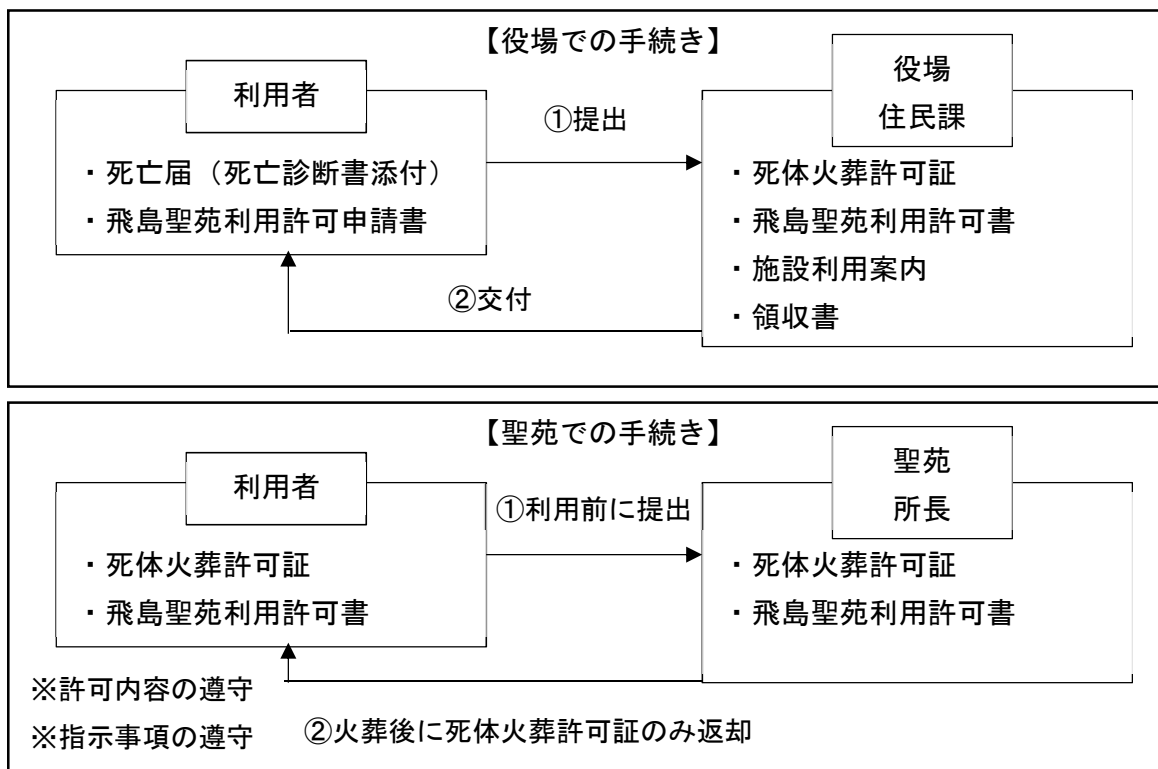 【役場での手続き】
利用者
役場
住民課
①提出
・死亡届（死亡診断書添付）
・飛島聖苑利用許可申請書
・死体火葬許可証
・飛島聖苑利用許可書
・施設利用案内
・領収書
②交付
【聖苑での手続き】
利用者
聖苑
所長
①利用前に提出
・死体火葬許可証
・飛島聖苑利用許可書
・死体火葬許可証
・飛島聖苑利用許可書
※許可内容の遵守
※指示事項の遵守
②火葬後に死体火葬許可証のみ返却